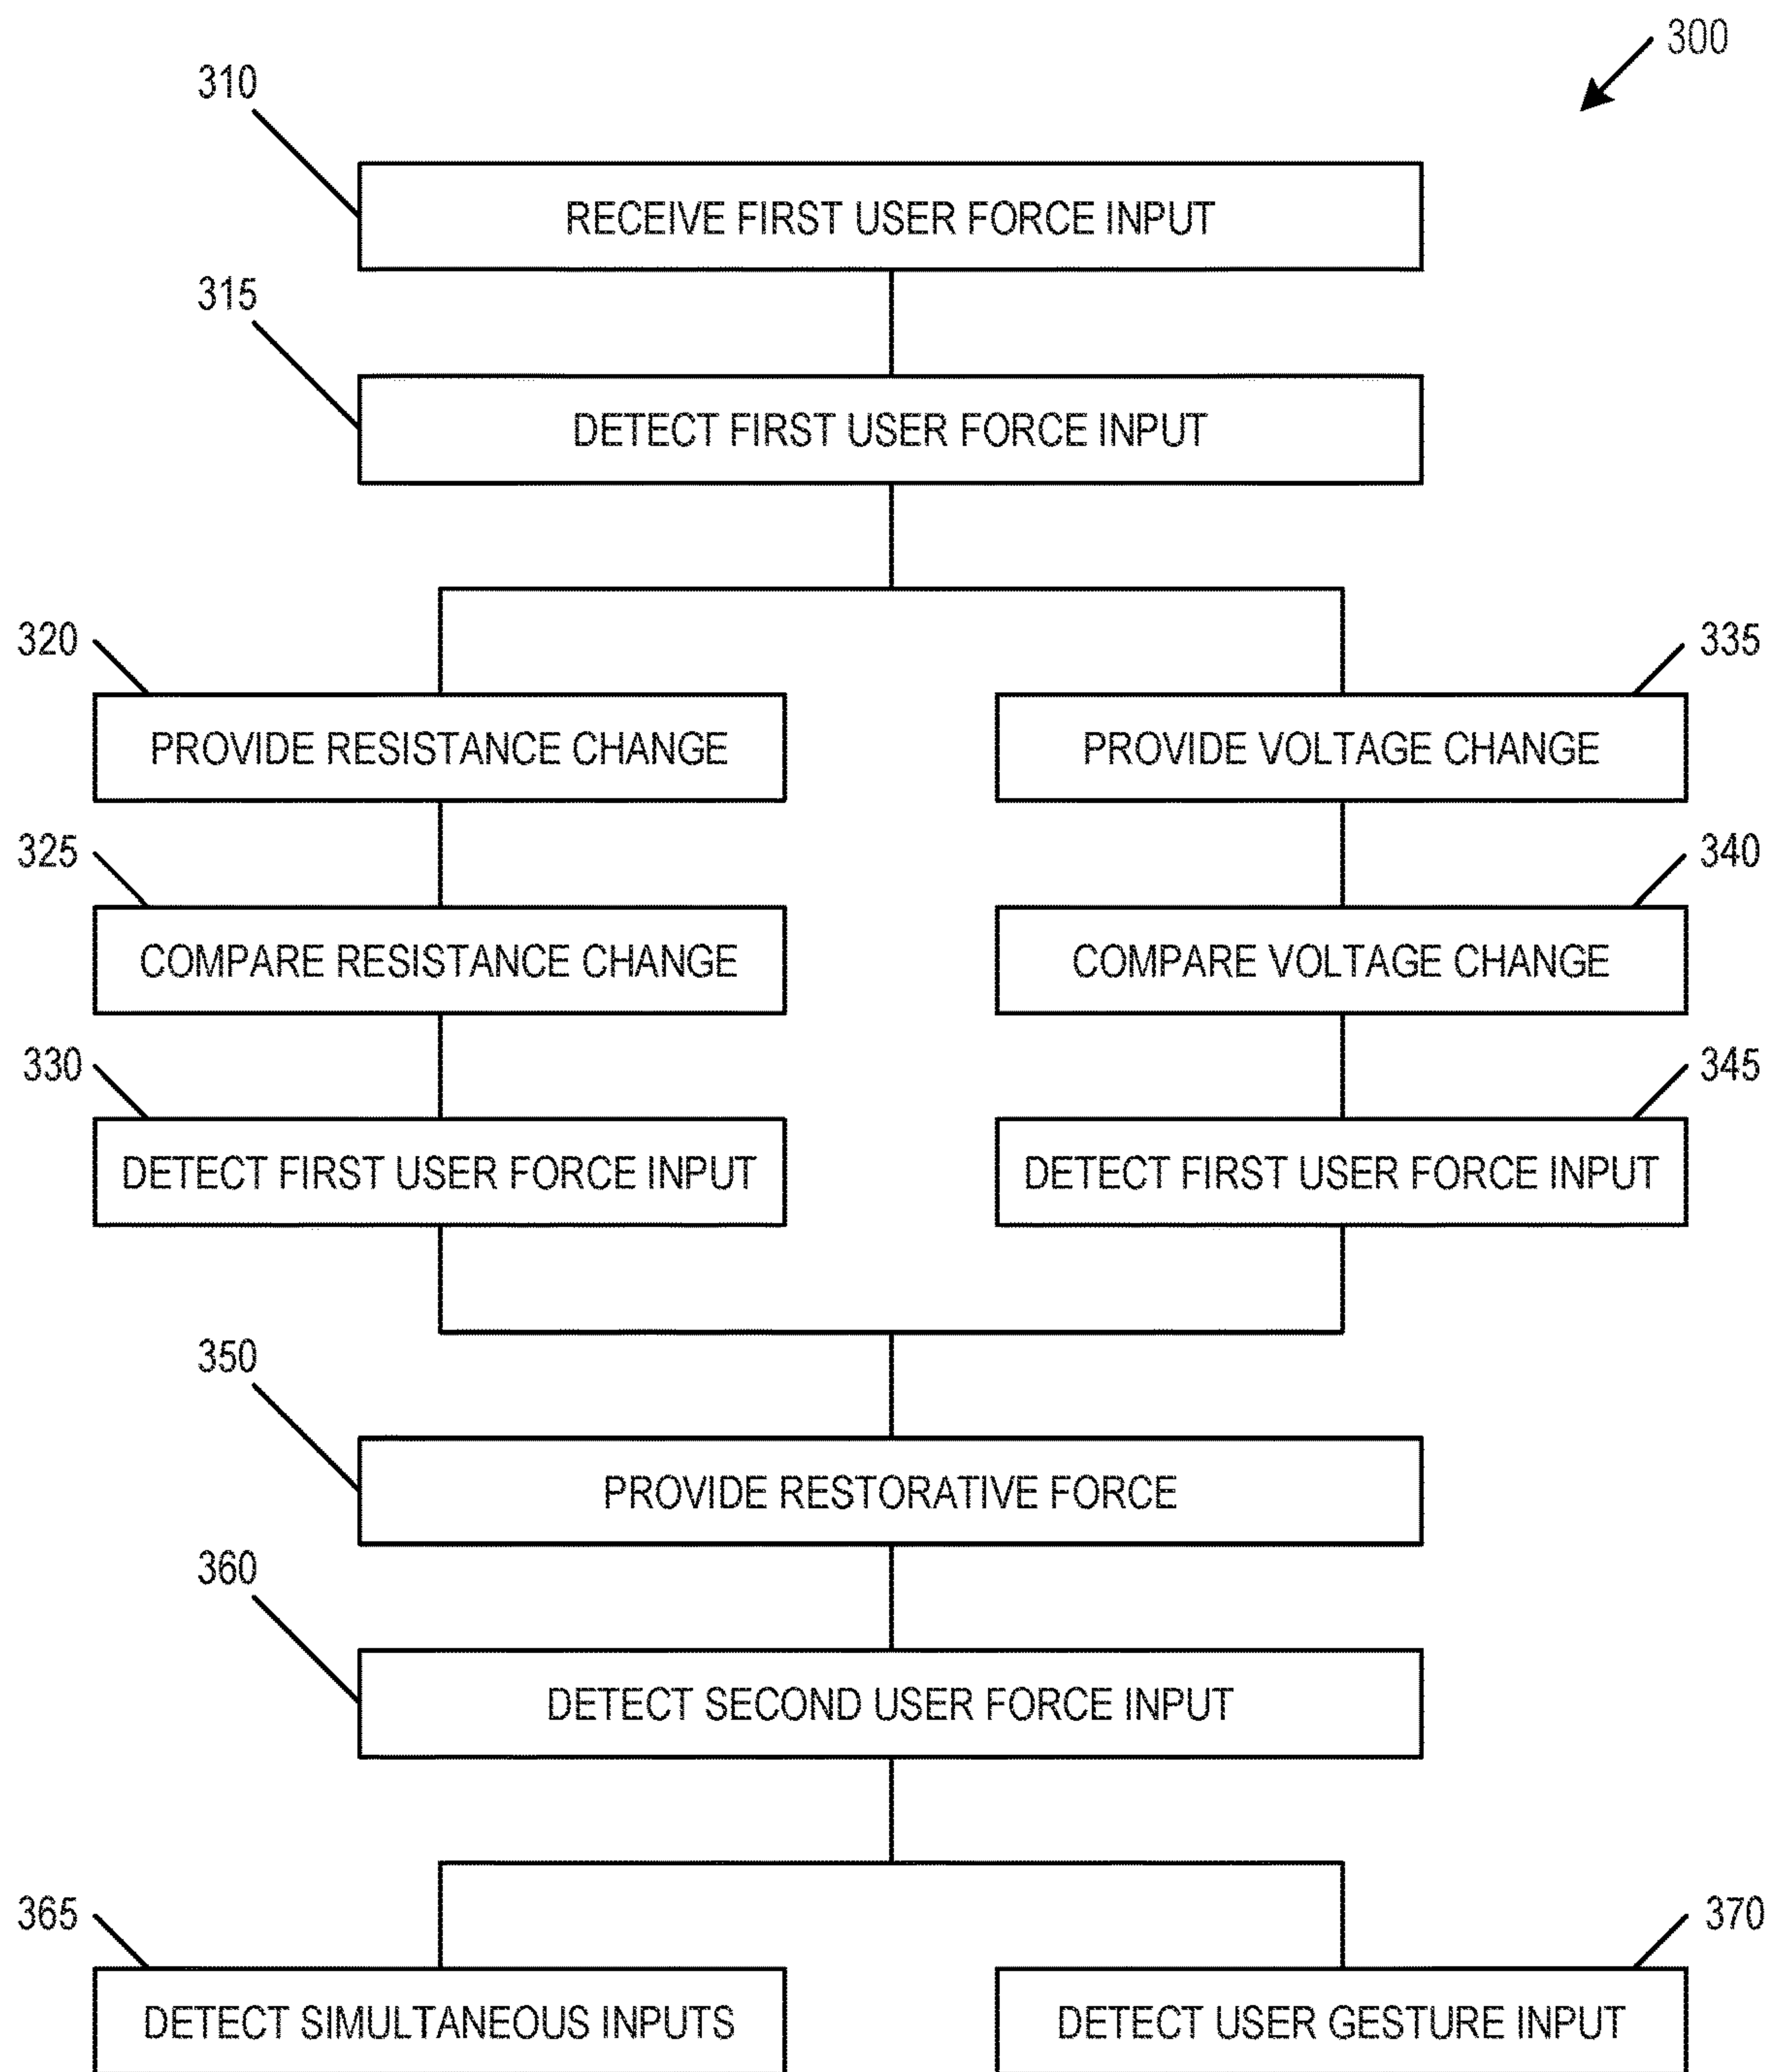 300
310
RECEIVE FIRST USER FORCE INPUT
315
DETECT FIRST USER FORCE INPUT
320
335
PROVIDE RESISTANCE CHANGE
PROVIDE VOLTAGE CHANGE
325
340
COMPARE RESISTANCE CHANGE
COMPARE VOLTAGE CHANGE
330
345
DETECT FIRST USER FORCE INPUT
DETECT FIRST USER FORCE INPUT
350
PROVIDE RESTORATIVE FORCE
360
DETECT SECOND USER FORCE INPUT
365
370
DETECT SIMULTANEOUS INPUTS
DETECT USER GESTURE INPUT